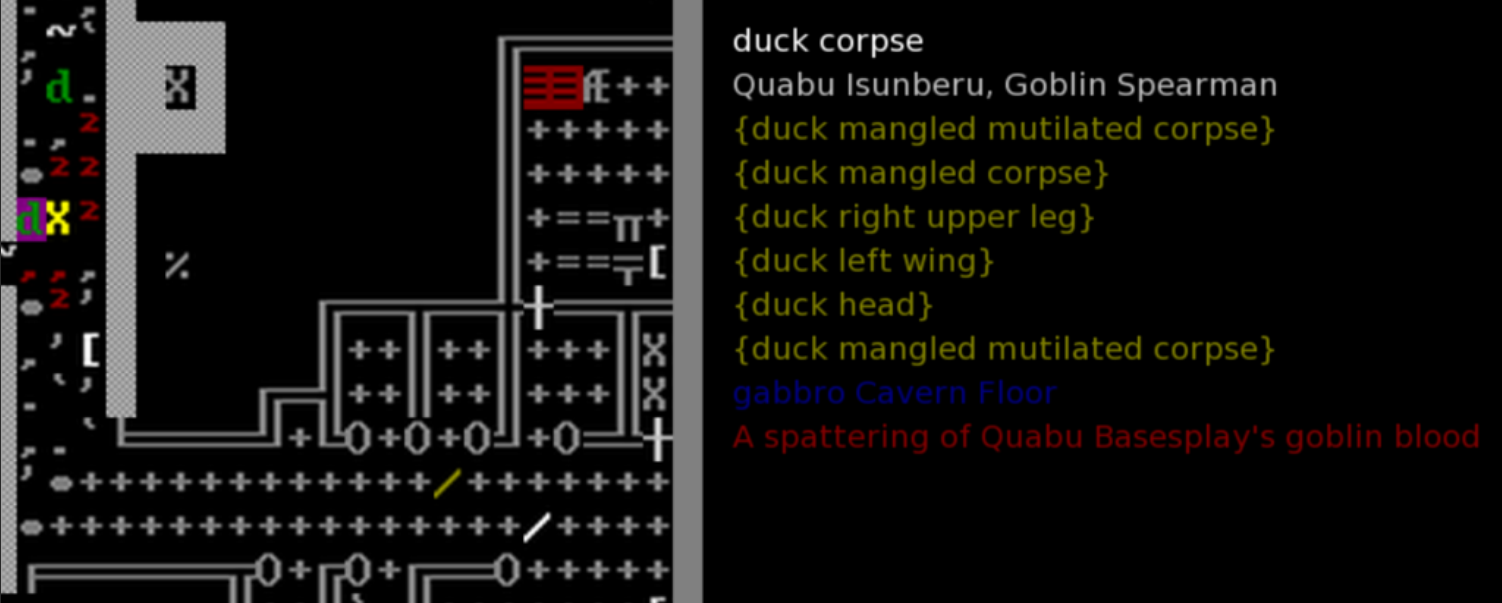 duck corpse
Quabu Isunberu, Goblin Spearman
{duck mangled mutilated corpse}
{duck mangled corpse}
{duck right upper leg}
{duck left wing}
{duck head}
{duck mangled mutilated corpse}
gabbro Cavern Floor
A spattering of Quabu Basesplay's goblin blood